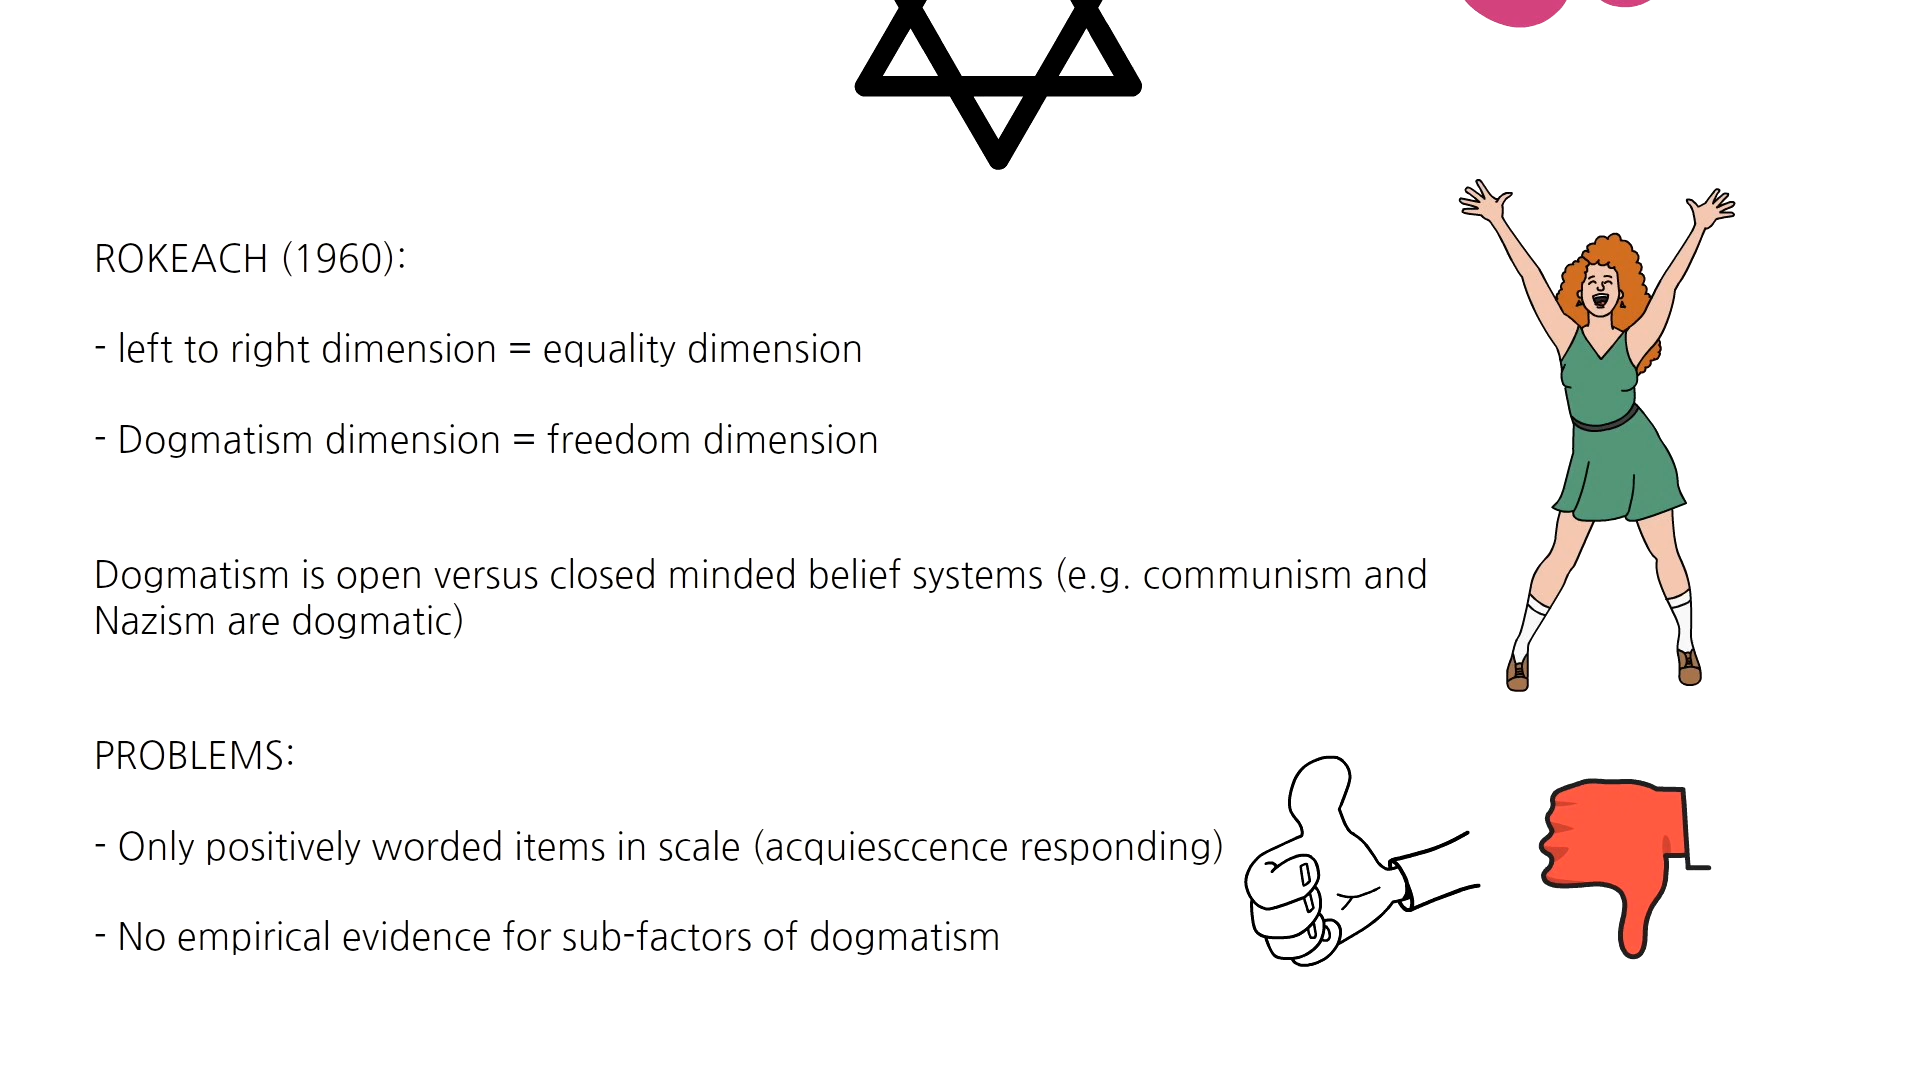 ROKEACH (1960):
- left to right dimension = equality dimension
- Dogmatism dimension = freedom dimension
Dogmatism is open versus closed minded belief systems (e.g. communism and
Nazism are dogmatic)
PROBLEMS:
- Only positively worded items in scale (acquiesccence responding)
- No empirical evidence for sub-factors of dogmatism